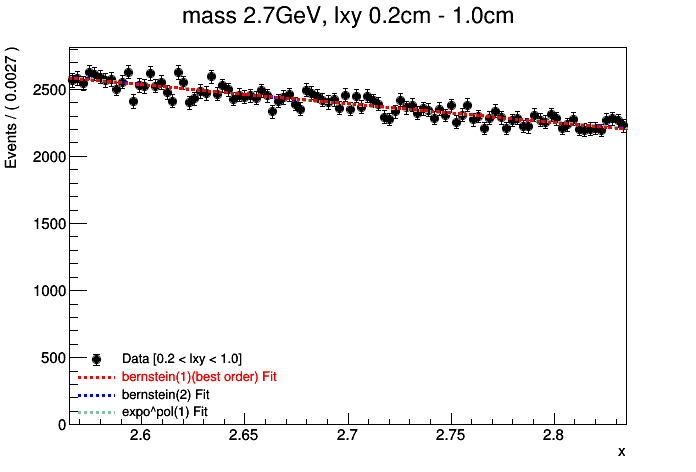 mass 2.7GeV, lxy 0.2cm - 1.0cm
Events / ( 0.0027 )
2500
2000
1500
1000
500
0
Data [0.2 < lxy < 1.0]
bernstein(1)(best order) Fit
bernstein(2) Fit
expo^pol(1) Fit
2.6 2.65 2.7 2.75 2.8
x